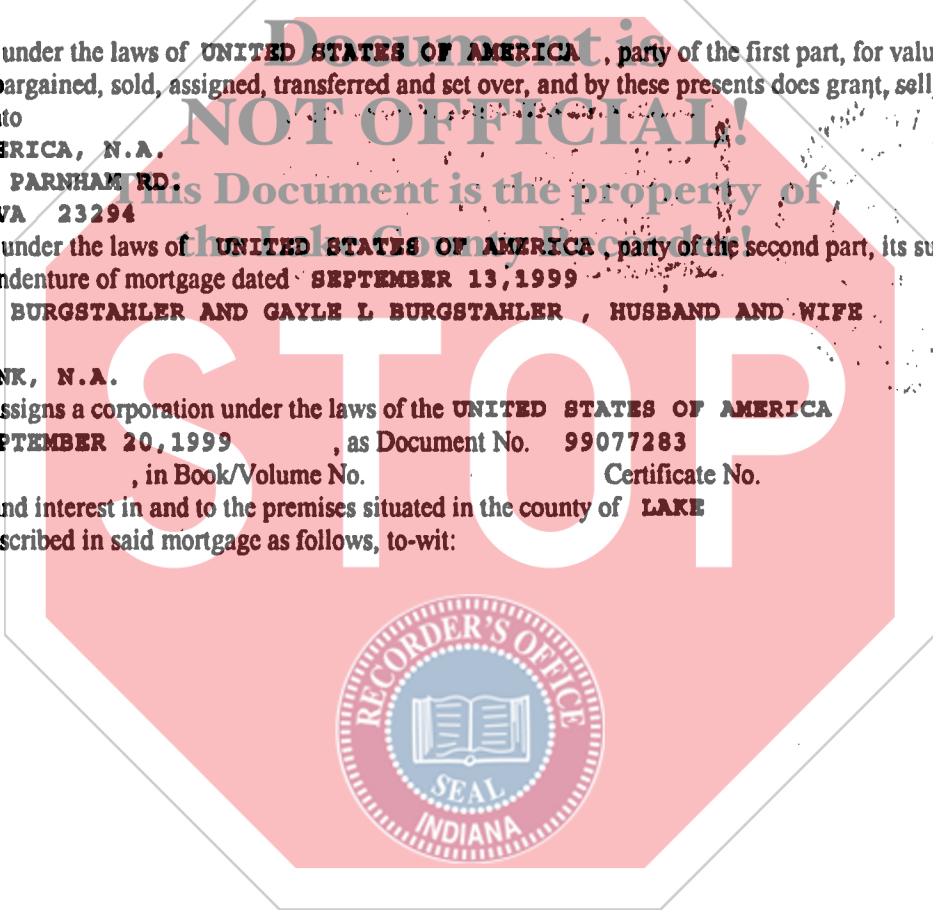 Document is
under the laws of UNITED STATES OF AMERICA , party of the first part, for valu
argained, sold, assigned, transferred and set over, and by these presents does grant, sell,
to
NOT OFFICIAL!
ERICA, N.A.
PARNHAM RD.
This Document is the property of
VA 23294
the Lake County Recorder!
under the laws of UNITED STATES OF AMERICA , party of the second part, its su
ndenture of mortgage dated SEPTEMBER 13,1999
BURGSTAHLER AND GAYLE L BURGSTAHLER , HUSBAND AND WIFE
NK, N.A.
ssigns a corporation under the laws of the UNITED STATES OF AMERICA
PTEMBER 20,1999 , as Document No. 99077283
, in Book/Volume No. Certificate No.
nd interest in and to the premises situated in the county of LAKE
scribed in said mortgage as follows, to-wit:
STOP
RECORDER'S OFFICE
SEAL
INDIANA